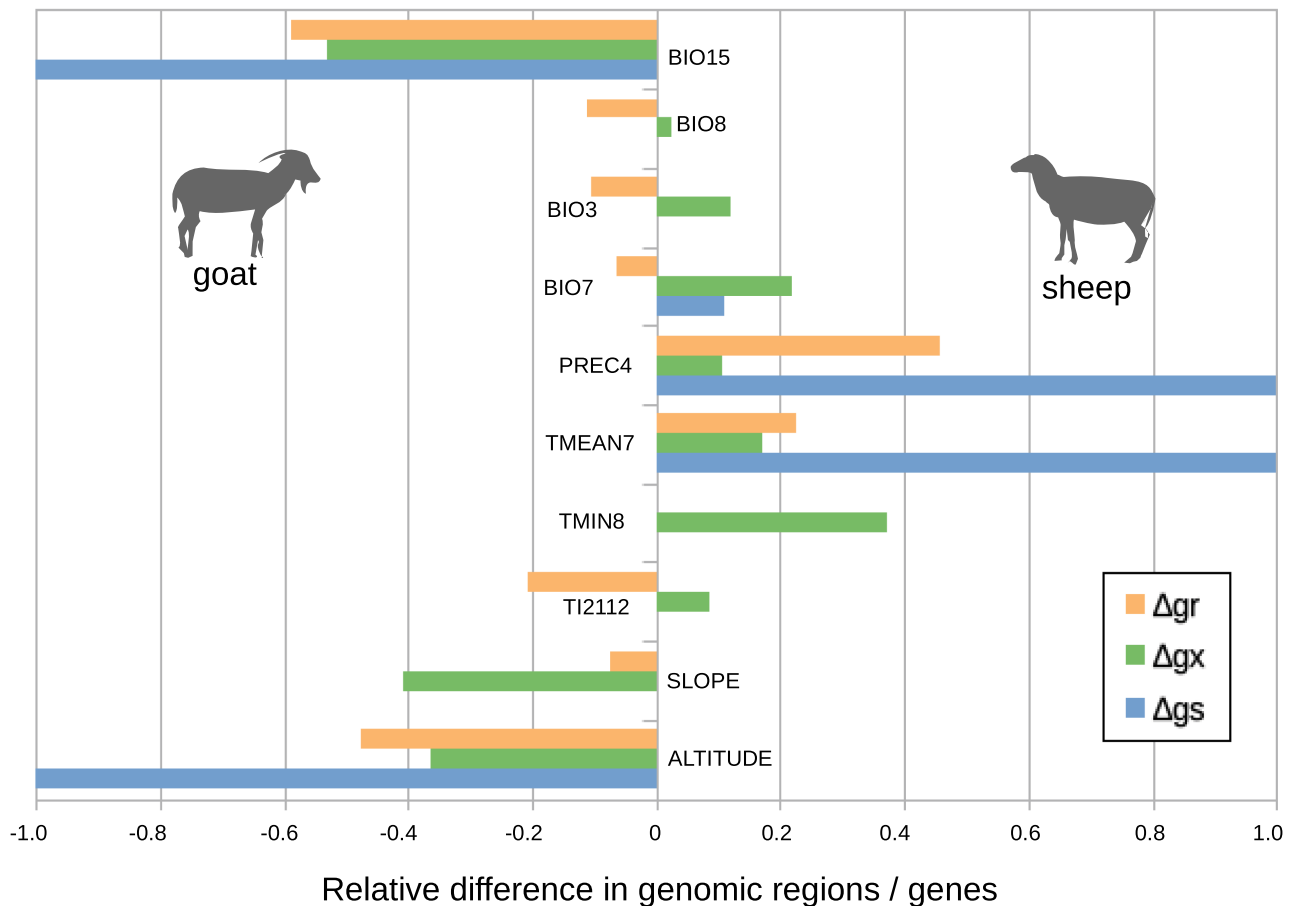 BIO15
BIO8
BIO3
goat
BIO7
sheep
PREC4
TMEAN7
TMIN8
TI2112
Δgr
Δgx
SLOPE
Δgs
ALTITUDE
-1.0 -0.8 -0.6 -0.4 -0.2 0 0.2 0.4 0.6 0.8 1.0
Relative difference in genomic regions / genes